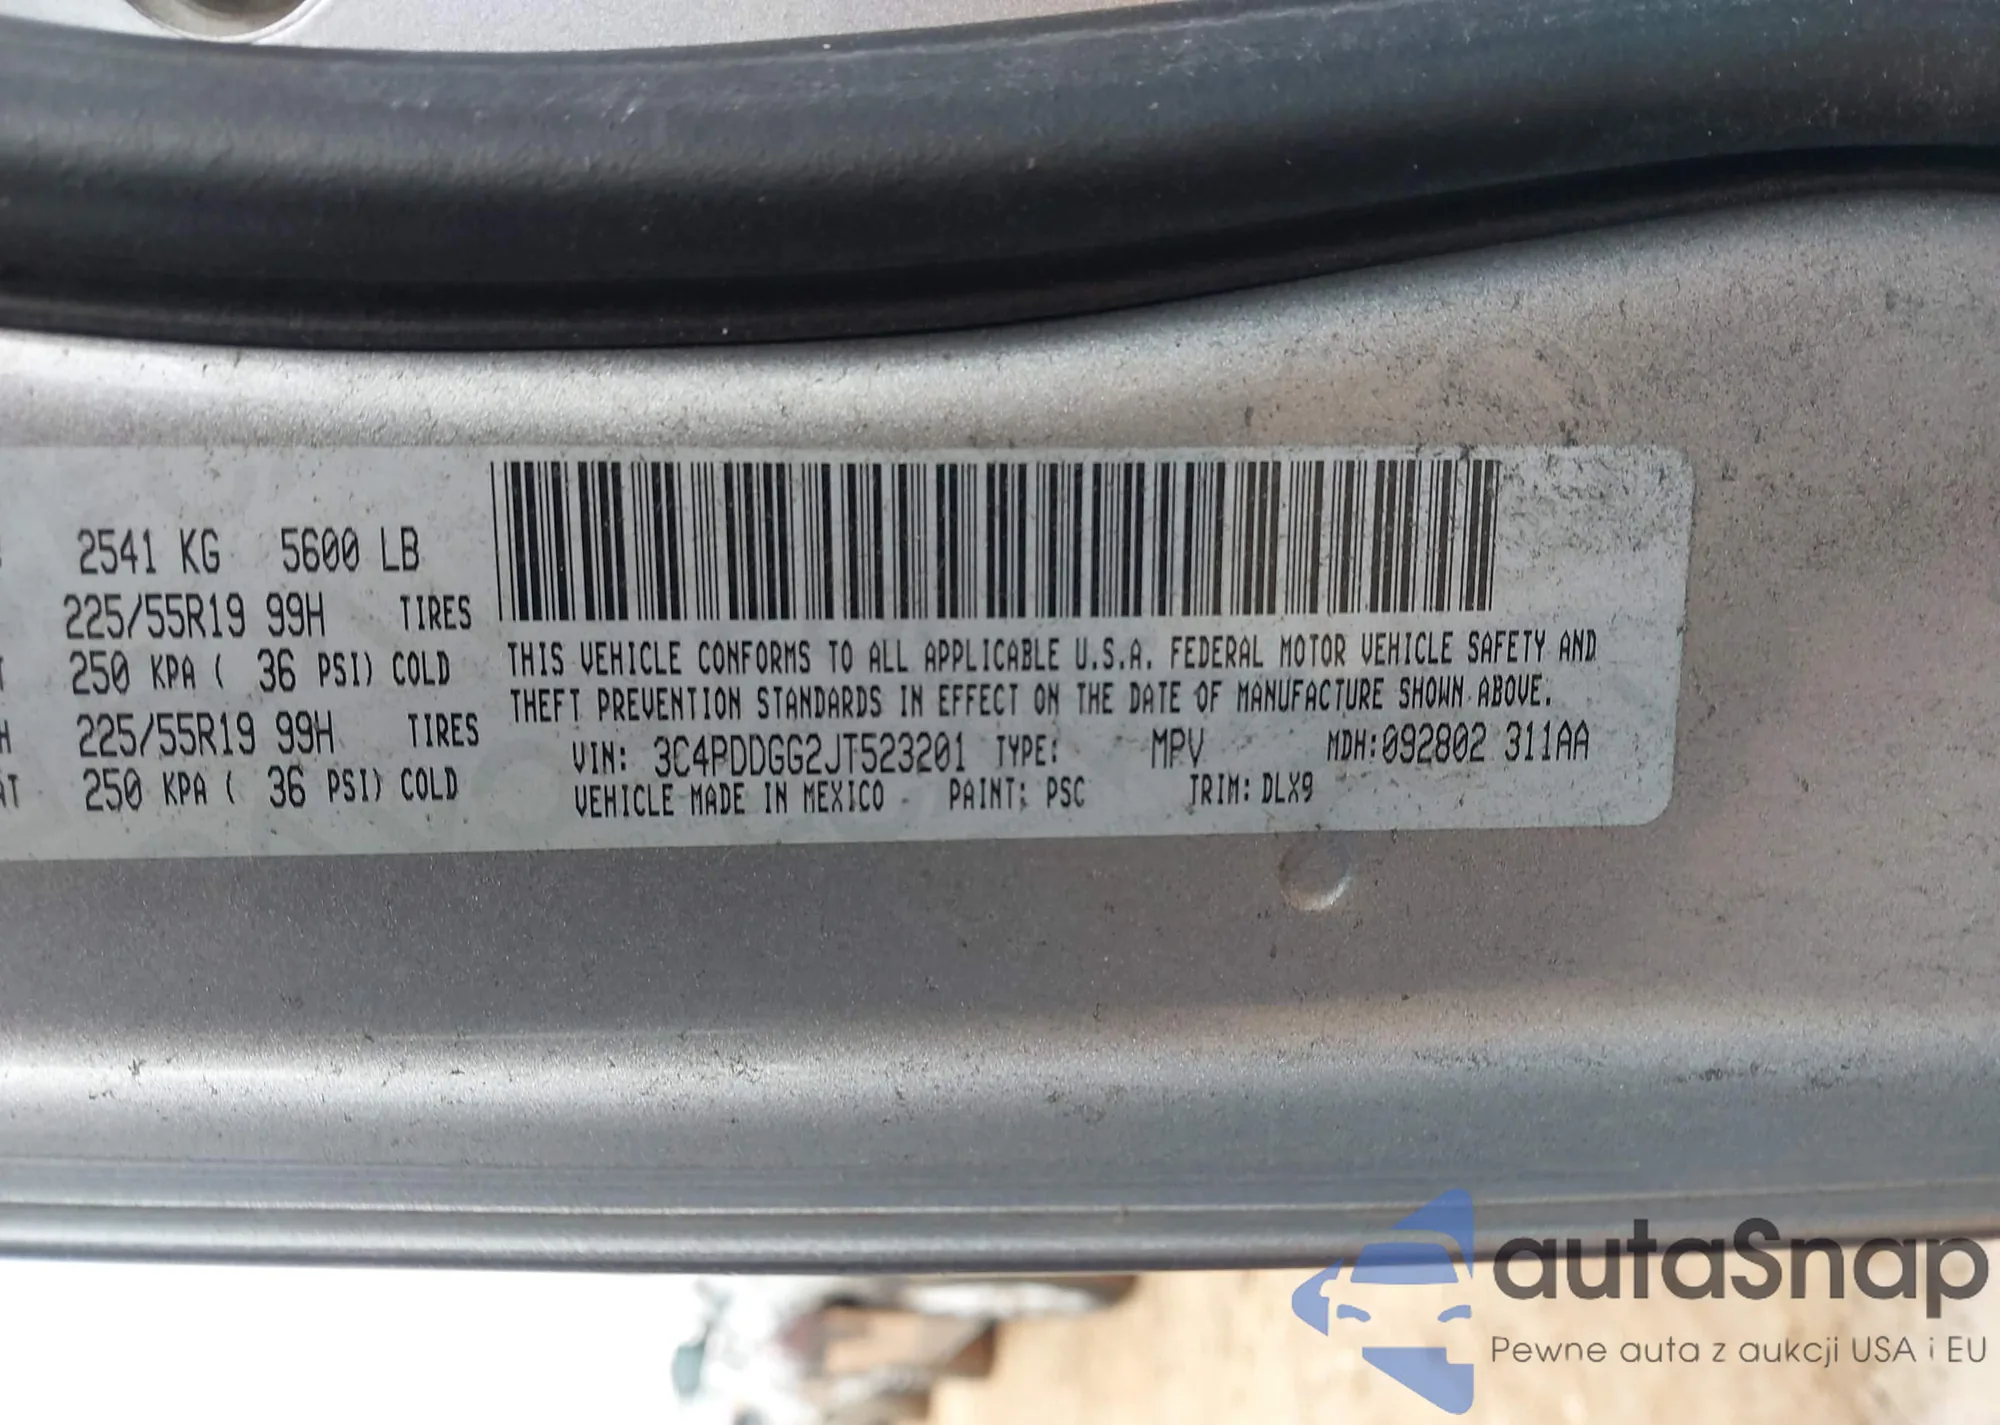 2541 KG 5600 LB
225/55R19 99H TIRES
T 250 KPA ( 36 PSI) COLD
H 225/55R19 99H TIRES
AT 250 KPA ( 36 PSI) COLD
THIS VEHICLE CONFORMS TO ALL APPLICABLE U.S.A. FEDERAL MOTOR VEHICLE SAFETY AND
THEFT PREVENTION STANDARDS IN EFFECT ON THE DATE OF MANUFACTURE SHOWN ABOVE.
VIN: 3C4PDDGG2JT523201 TYPE: MPV MDH:092802 311AA
VEHICLE MADE IN MEXICO PAINT: PSC TRIM: DLX9
autaSnap
Pewne auta z aukcji USA i EU